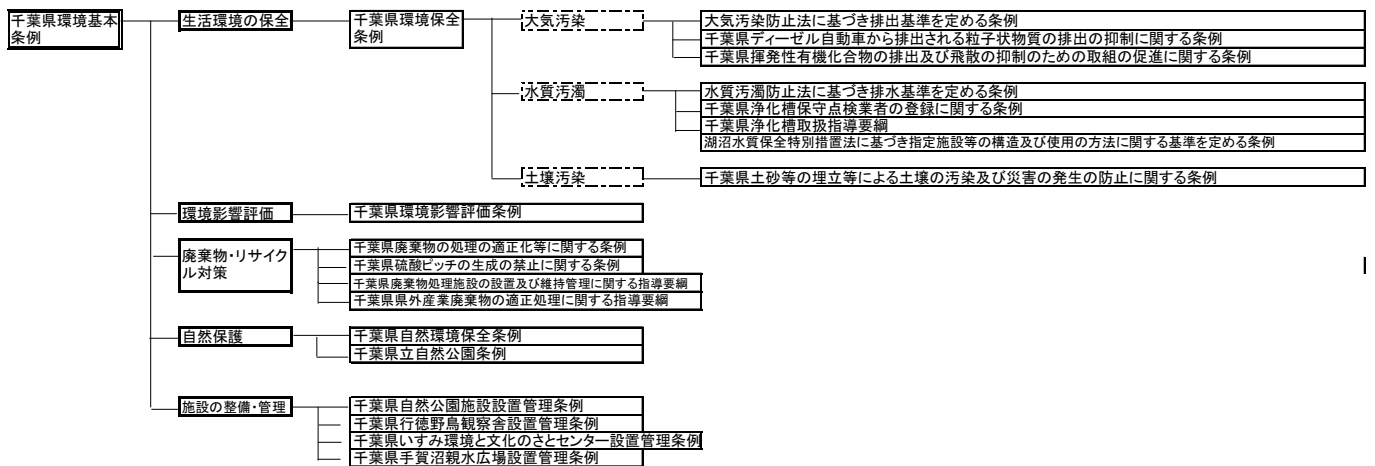 千葉県環境基本
条例
生活環境の保全
千葉県環境保全
条例
大気汚染
大気汚染防止法に基づき排出基準を定める条例
千葉県ディーゼル自動車から排出される粒子状物質の排出の抑制に関する条例
千葉県揮発性有機化合物の排出及び飛散の抑制のための取組の促進に関する条例
水質汚濁
水質汚濁防止法に基づき排水基準を定める条例
千葉県浄化槽保守点検業者の登録に関する条例
千葉県浄化槽取扱指導要綱
湖沼水質保全特別措置法に基づき指定施設等の構造及び使用の方法に関する基準を定める条例
土壌汚染
千葉県土砂等の埋立等による土壌の汚染及び災害の発生の防止に関する条例
環境影響評価
千葉県環境影響評価条例
廃棄物・リサイク
ル対策
千葉県廃棄物の処理の適正化等に関する条例
千葉県硫酸ピッチの生成の禁止に関する条例
千葉県廃棄物処理施設の設置及び維持管理に関する指導要綱
千葉県県外産業廃棄物の適正処理に関する指導要綱
自然保護
千葉県自然環境保全条例
千葉県立自然公園条例
施設の整備・管理
千葉県自然公園施設設置管理条例
千葉県行徳野鳥観察舎設置管理条例
千葉県いすみ環境と文化のさとセンター設置管理条例
千葉県手賀沼親水広場設置管理条例